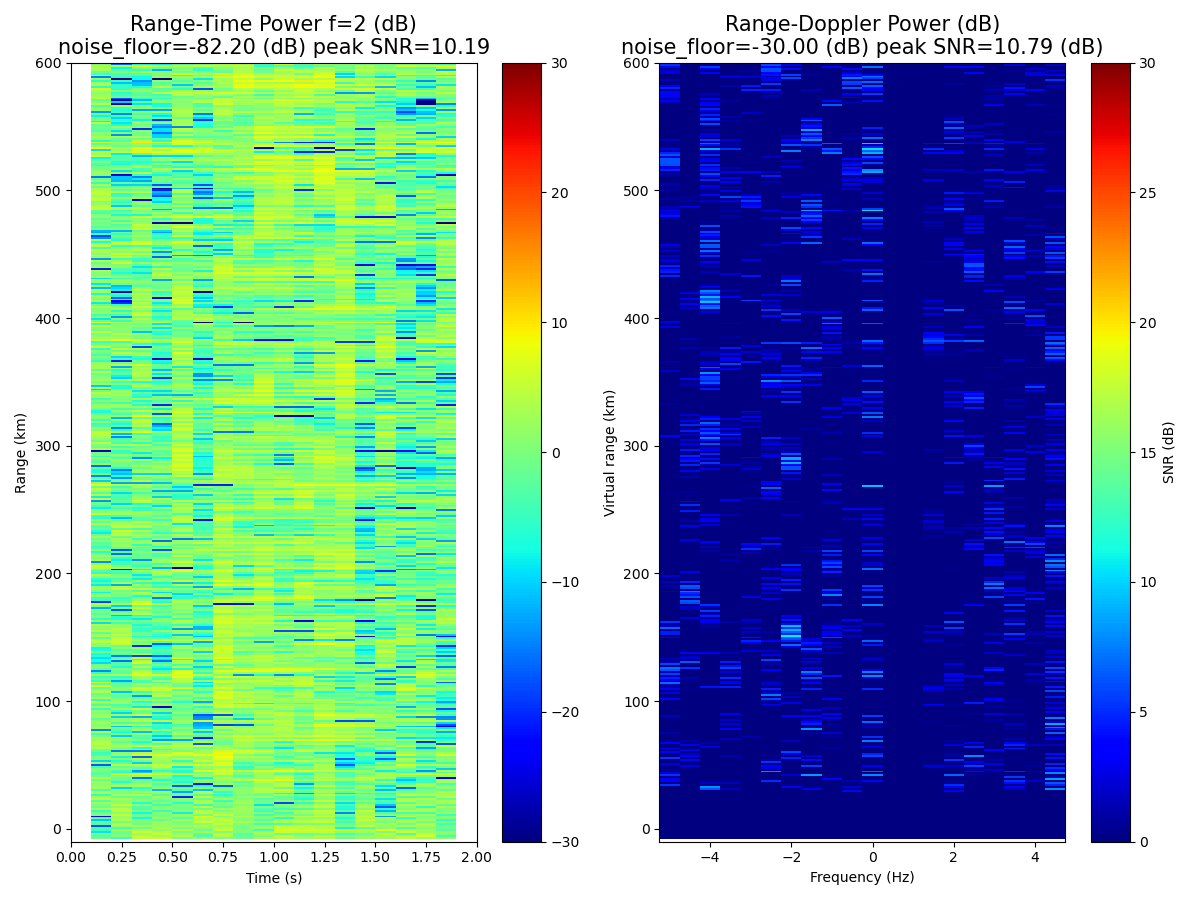 Range-Time Power f=2 (dB)
noise_floor=-82.20 (dB) peak SNR=10.19
Range-Doppler Power (dB)
noise_floor=-30.00 (dB) peak SNR=10.79 (dB)
Range (km)
600
500
400
300
200
100
0
0.00 0.25 0.50 0.75 1.00 1.25 1.50 1.75 2.00
Time (s)
30
20
10
0
−10
−20
−30
Virtual range (km)
600
500
400
300
200
100
0
−4 −2 0 2 4
Frequency (Hz)
30
25
20
15
10
5
0
SNR (dB)